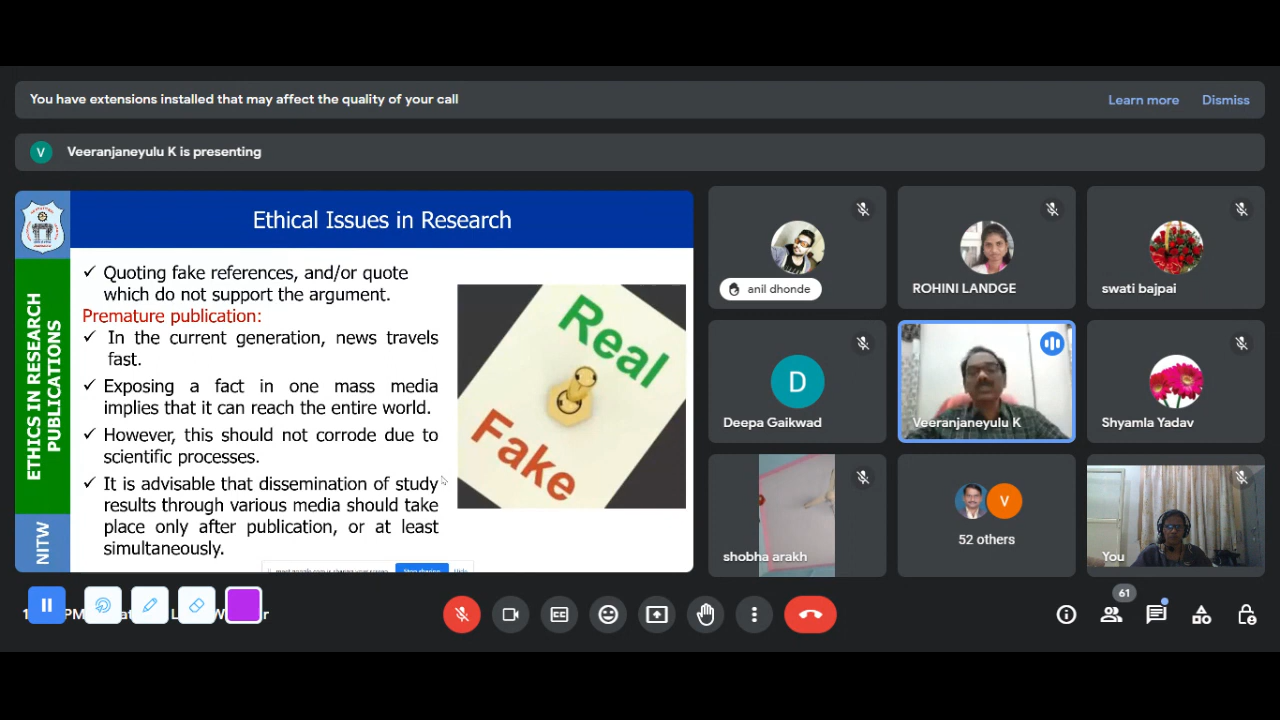 You have extensions installed that may affect the quality of your call
Learn more
Dismiss
V
Veeranjaneyulu K is presenting
Ethical Issues in Research
ETHICS IN RESEARCH
PUBLICATIONS
NITW
✓ Quoting fake references, and/or quote
which do not support the argument.
Premature publication:
✓ In the current generation, news travels
fast.
✓ Exposing a fact in one mass media
implies that it can reach the entire world.
✓ However, this should not corrode due to
scientific processes.
✓ It is advisable that dissemination of study
results through various media should take
place only after publication, or at least
simultaneously.
Real
Fake
Stop sharing
Hide
anil dhonde
ROHINI LANDGE
swati bajpai
D
Deepa Gaikwad
Veeranjaneyulu K
Shyamla Yadav
shobha arakh
V
52 others
You
61